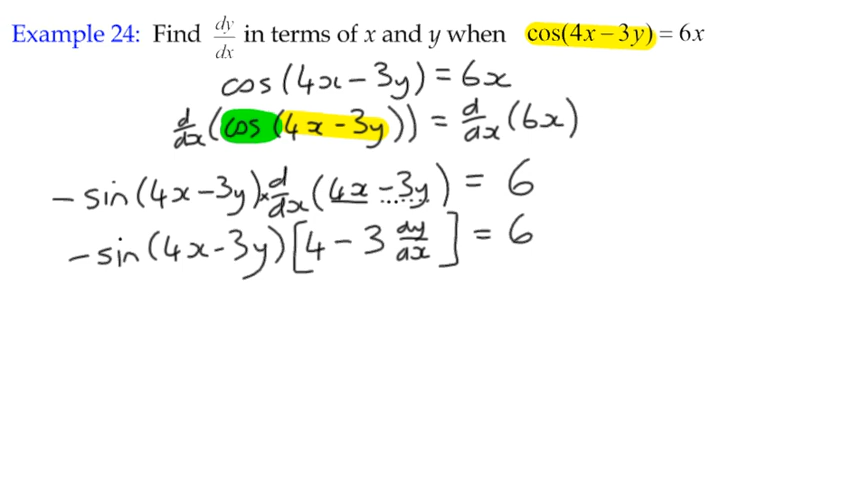 Example 24: Find dy/dx in terms of x and y when cos(4x − 3y) = 6x
cos(4x − 3y) = 6x
d/dx (cos(4x − 3y)) = d/dx (6x)
− sin(4x − 3y) × d/dx (4x − 3y) = 6
− sin(4x − 3y)[4 − 3 dy/dx] = 6